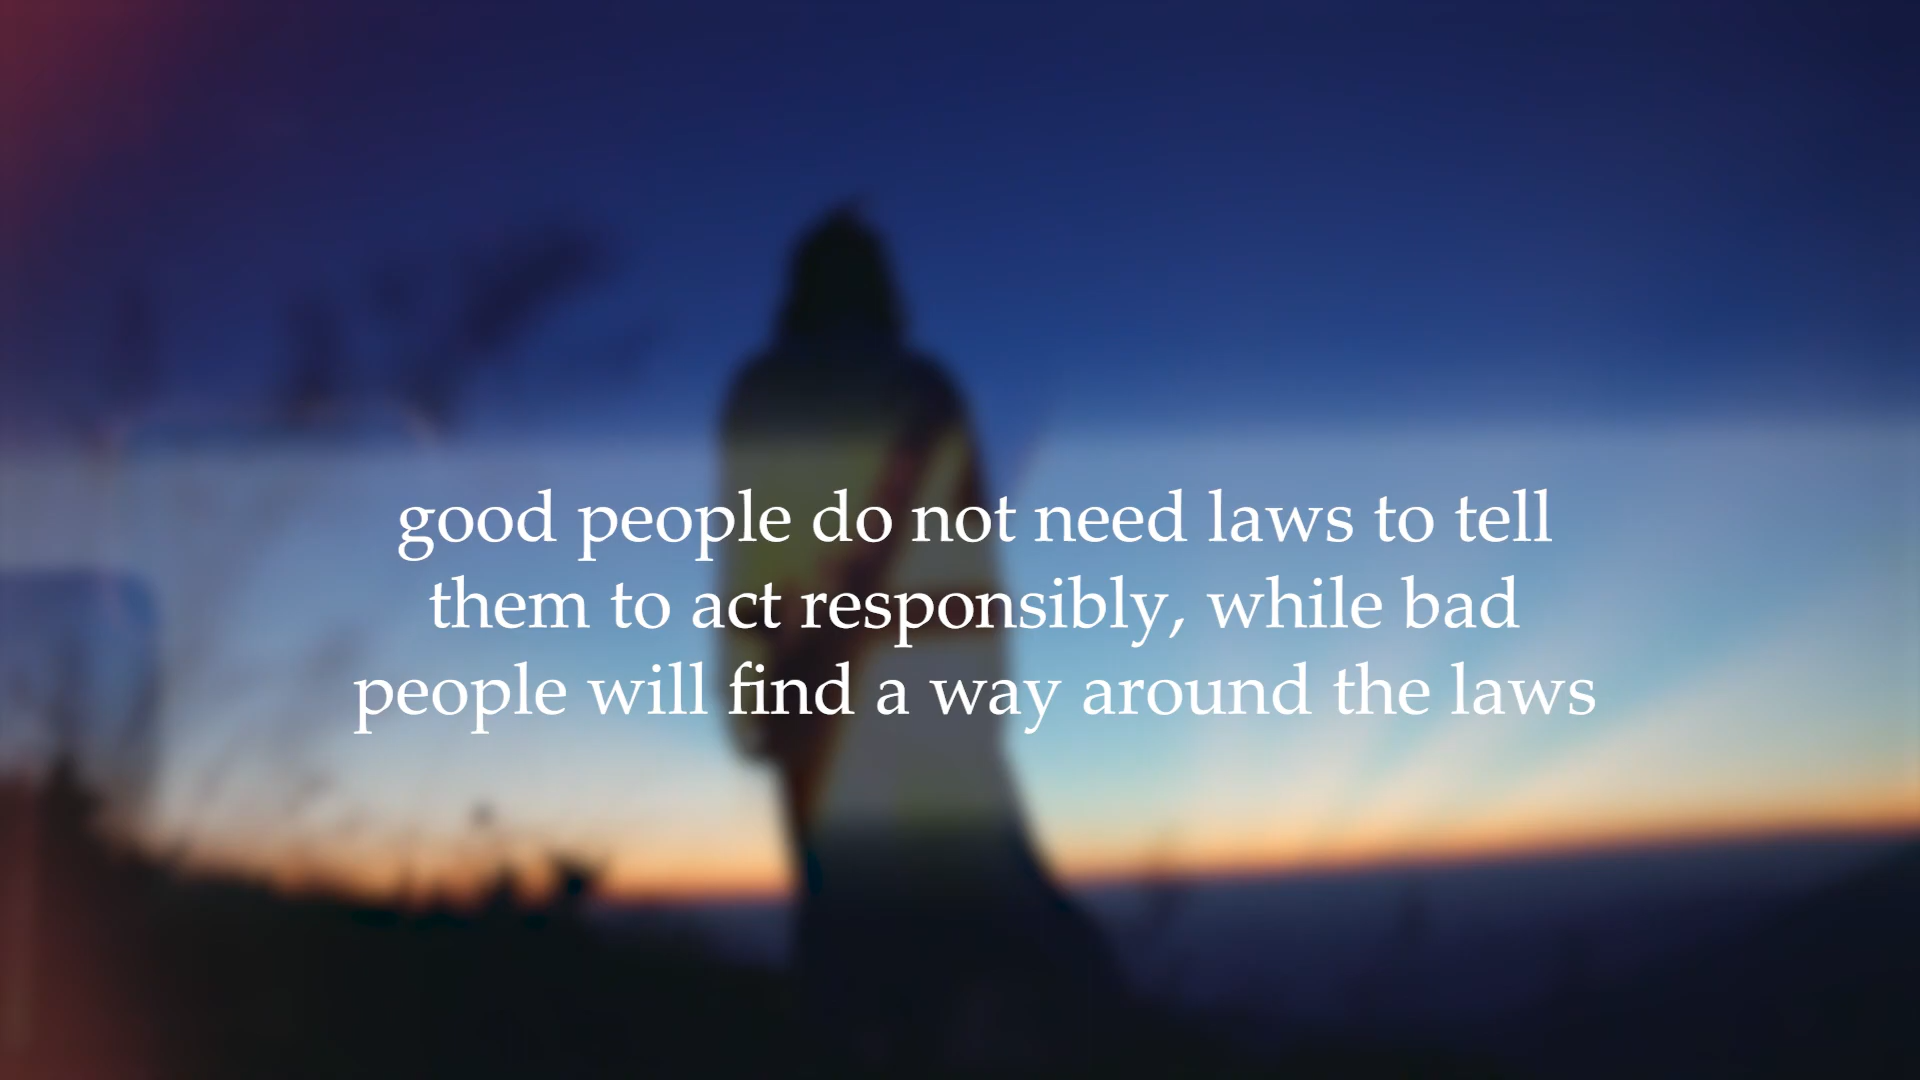 good people do not need laws to tell
them to act responsibly, while bad
people will find a way around the laws